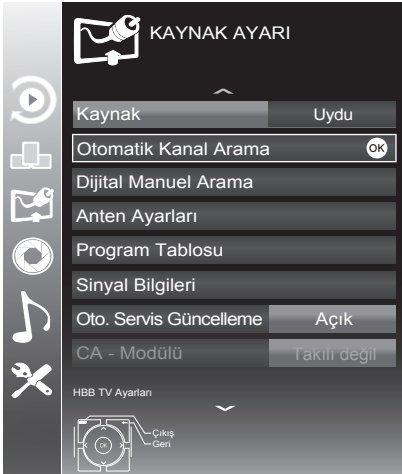 KAYNAK AYARI
Kaynak Uydu
Otomatik Kanal Arama OK
Dijital Manuel Arama
Anten Ayarları
Program Tablosu
Sinyal Bilgileri
Oto. Servis Güncelleme Açık
CA - Modülü Takılı değil
HBB TV Ayarları
Çıkış
OK
Geri